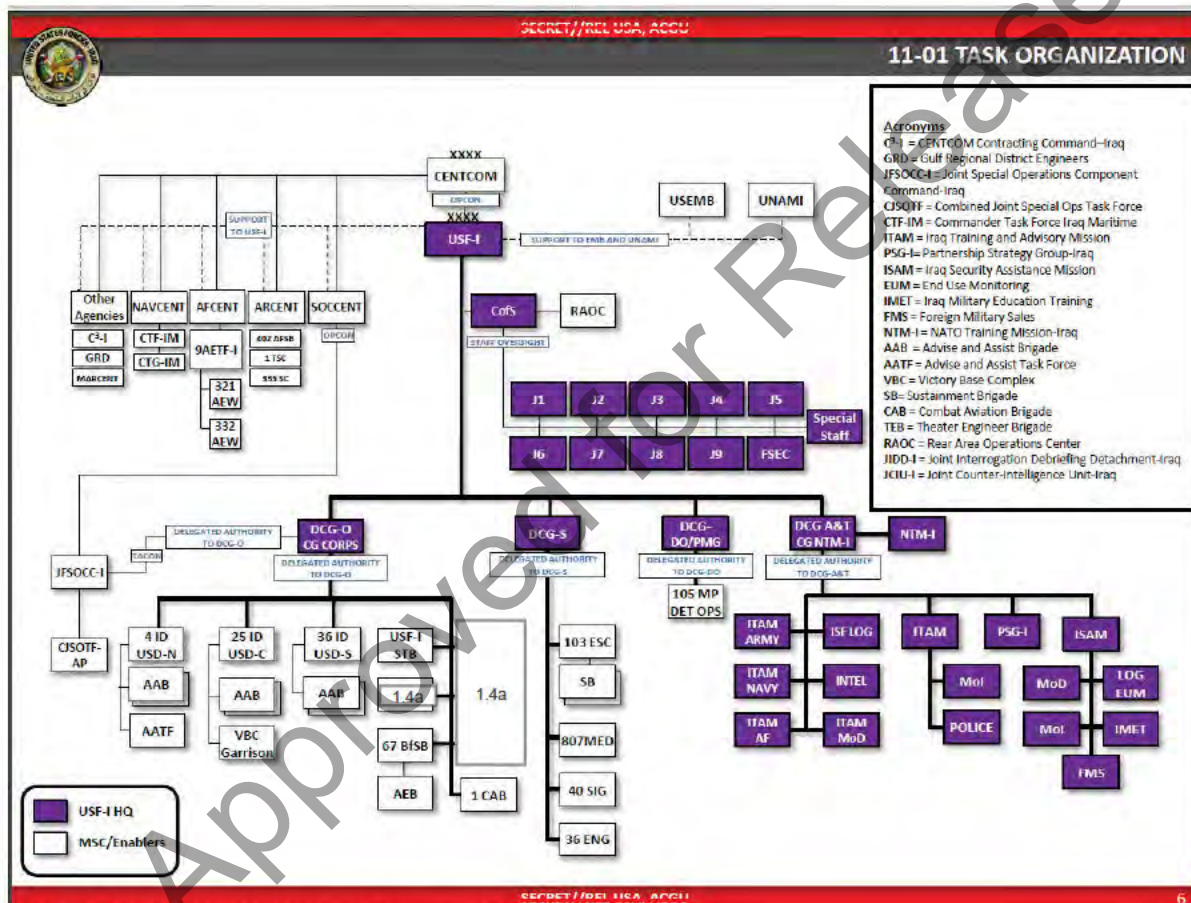 SECRET//REL USA, ACGU
11-01 TASK ORGANIZATION
UNITED STATES FORCES-IRAQ
Approved for Release
Acronyms
C³-I = CENTCOM Contracting Command–Iraq
GRD = Gulf Regional District Engineers
JFSOCC-I = Joint Special Operations Component
Command-Iraq
CJSOTF = Combined Joint Special Ops Task Force
CTF-IM = Commander Task Force Iraq Maritime
ITAM = Iraq Training and Advisory Mission
PSG-I= Partnership Strategy Group-Iraq
ISAM = Iraq Security Assistance Mission
EUM = End Use Monitoring
IMET = Iraq Military Education Training
FMS = Foreign Military Sales
NTM-I = NATO Training Mission-Iraq
AAB = Advise and Assist Brigade
AATF = Advise and Assist Task Force
VBC = Victory Base Complex
SB= Sustainment Brigade
CAB = Combat Aviation Brigade
TEB = Theater Engineer Brigade
RAOC = Rear Area Operations Center
JIDD-I = Joint Interrogation Debriefing Detachment-Iraq
JCIU-I = Joint Counter-Intelligence Unit-Iraq
XXXX
CENTCOM
OPCON
XXXX
USF-I
USEMB
UNAMI
SUPPORT
TO USF-I
SUPPORT TO EMB AND UNAMI
Other
Agencies
NAVCENT
AFCENT
ARCENT
SOCCENT
C³-I
GRD
MARCENT
CTF-IM
CTG-IM
9AETF-I
321
AEW
332
AEW
402 AFSB
1 TSC
335 SC
OPCON
CofS
RAOC
STAFF OVERSIGHT
J1
J2
J3
J4
J5
Special
Staff
J6
J7
J8
J9
FSEC
DELEGATED AUTHORITY
TO DCG-O
TACON
JFSOCC-I
CJSOTF-
AP
DCG-O
CG CORPS
DELEGATED AUTHORITY
TO DCG-O
DCG-S
DELEGATED AUTHORITY
TO DCG-S
DCG-
DO/PMG
DELEGATED AUTHORITY
TO DCG-DO
105 MP
DET OPS
DCG A&T
CG NTM-I
DELEGATED AUTHORITY
TO DCG-A&T
NTM-I
4 ID
USD-N
AAB
AATF
25 ID
USD-C
AAB
VBC
Garrison
36 ID
USD-S
AAB
USF-I
STB
1.4a
67 BfSB
AEB
1.4a
1 CAB
103 ESC
SB
807MED
40 SIG
36 ENG
ITAM
ARMY
ISF LOG
ITAM
NAVY
INTEL
ITAM
AF
ITAM
MoD
ITAM
MoI
POLICE
PSG-I
ISAM
MoD
LOG
EUM
MoI
IMET
FMS
USF-I HQ
MSC/Enablers
SECRET//REL USA, ACGU
6